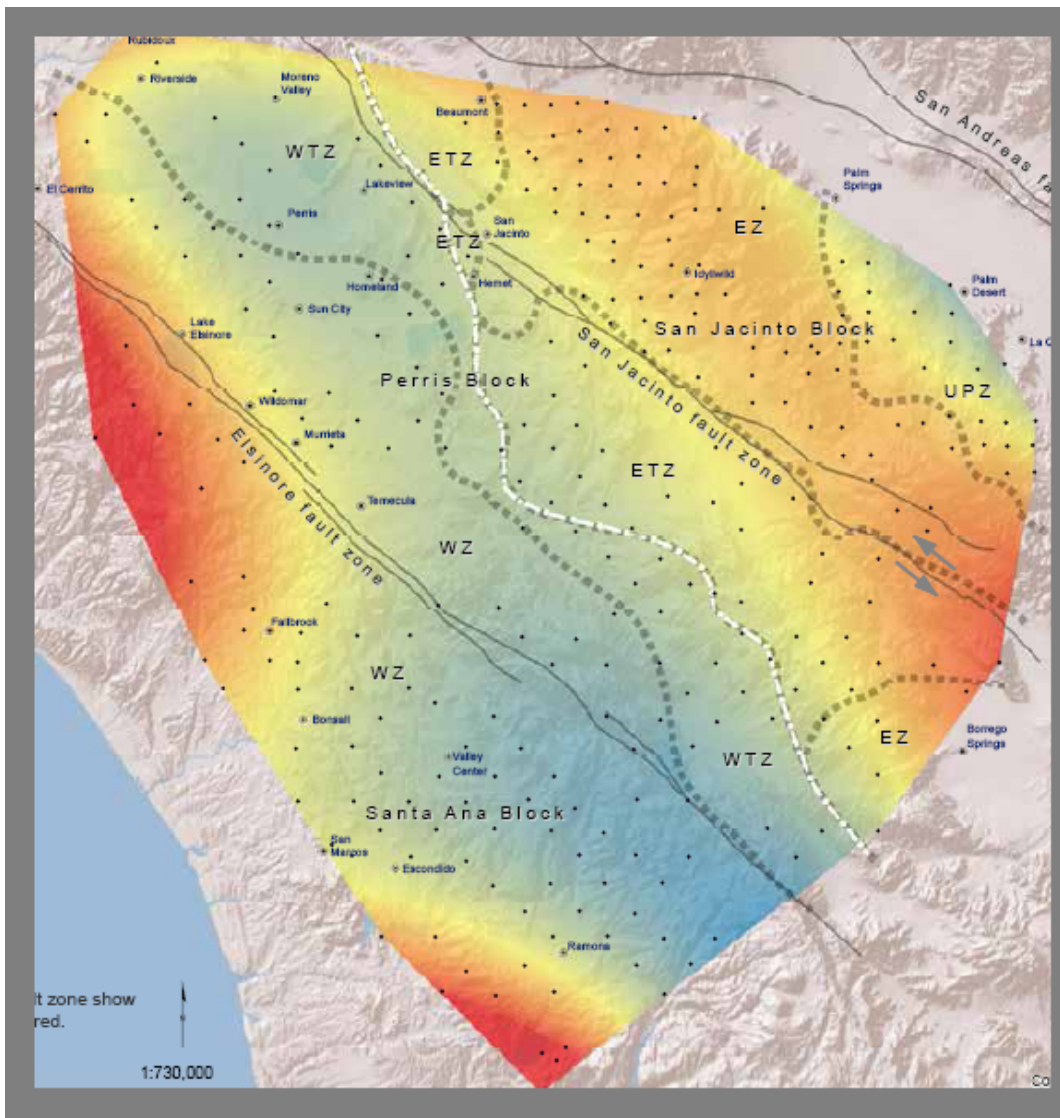 Rubidoux
Riverside
Moreno
Valley
Beaumont
San Andreas fa
WTZ
ETZ
Palm
Springs
El Cerrito
Lakeview
Perris
San
Jacinto
EZ
ETZ
Idyllwild
Homeland
Hemet
Palm
Desert
Sun City
Lake
Elsinore
San Jacinto Block
La Q
San Jacinto fault zone
Perris Block
UPZ
Wildomar
Murrieta
Elsinore fault zone
ETZ
Temecula
WZ
Fallbrook
WZ
Bonsall
EZ
Borrego
Springs
Valley
Center
WTZ
Santa Ana Block
San
Marcos
Escondido
Ramona
lt zone show
red.
1:730,000
Co